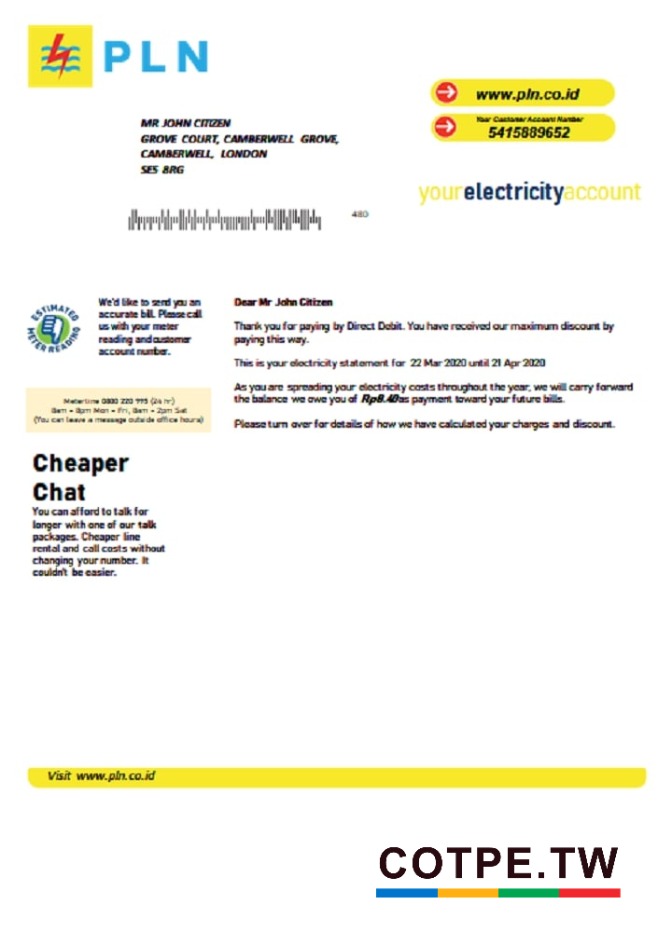 PLN
www.pln.co.id
Your Customer Account Number
5415889652
MR JOHN CITIZEN
GROVE COURT, CAMBERWELL GROVE,
CAMBERWELL, LONDON
SE5 8RG
480
yourelectricityaccount
ESTIMATED
METER READING
We'd like to send you an
accurate bill. Please call
us with your meter
reading and customer
account number.
Meterline 0800 220 995 (24 hr)
8am - 8pm Mon - Fri, 8am - 2pm Sat
(You can leave a message outside office hours)
Cheaper
Chat
You can afford to talk for
longer with one of our talk
packages. Cheaper line
rental and call costs without
changing your number. It
couldn't be easier.
Dear Mr John Citizen
Thank you for paying by Direct Debit. You have received our maximum discount by
paying this way.
This is your electricity statement for 22 Mar 2020 until 21 Apr 2020
As you are spreading your electricity costs throughout the year, we will carry forward
the balance we owe you of Rp8.40 as payment toward your future bills.
Please turn over for details of how we have calculated your charges and discount.
Visit www.pln.co.id
COTPE.TW